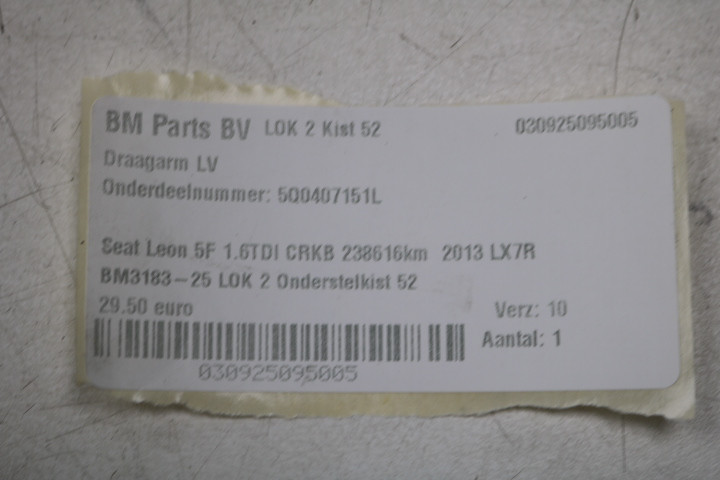 BM Parts BV LOK 2 Kist 52 030925095005
Draagarm LV
Onderdeelnummer: 5Q0407151L
Seat Leon 5F 1.6TDI CRKB 238616km 2013 LX7R
BM3183-25 LOK 2 Onderstelkist 52
29.50 euro Verz: 10
Aantal: 1
030925095005